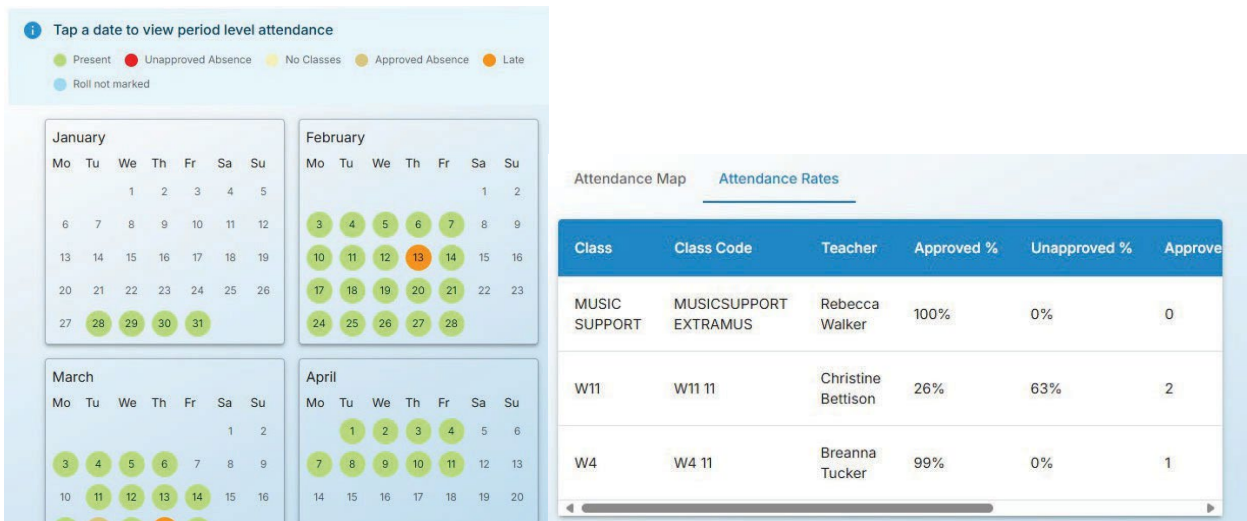 Tap a date to view period level attendance
Present Unapproved Absence No Classes Approved Absence Late
Roll not marked
January
Mo Tu We Th Fr Sa Su
1 2 3 4 5
6 7 8 9 10 11 12
13 14 15 16 17 18 19
20 21 22 23 24 25 26
27 28 29 30 31
February
Mo Tu We Th Fr Sa Su
1 2
3 4 5 6 7 8 9
10 11 12 13 14 15 16
17 18 19 20 21 22 23
24 25 26 27 28
March
Mo Tu We Th Fr Sa Su
1 2
3 4 5 6 7 8 9
10 11 12 13 14 15 16
April
Mo Tu We Th Fr Sa Su
1 2 3 4 5 6
7 8 9 10 11 12 13
14 15 16 17 18 19 20
Attendance Map Attendance Rates
Class Class Code Teacher Approved % Unapproved % Approve
MUSIC SUPPORT MUSICSUPPORT EXTRAMUS Rebecca Walker 100% 0% 0
W11 W11 11 Christine Bettison 26% 63% 2
W4 W4 11 Breanna Tucker 99% 0% 1